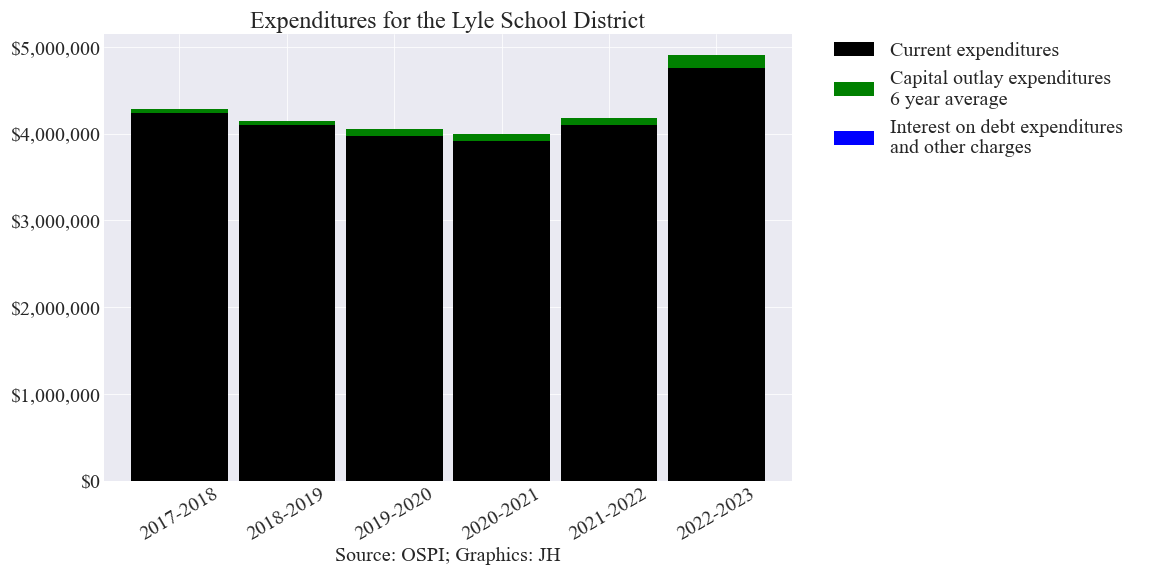 Expenditures for the Lyle School District
$5,000,000
$4,000,000
$3,000,000
$2,000,000
$1,000,000
$0
2017-2018
2018-2019
2019-2020
2020-2021
2021-2022
2022-2023
Source: OSPI; Graphics: JH
Current expenditures
Capital outlay expenditures
6 year average
Interest on debt expenditures
and other charges